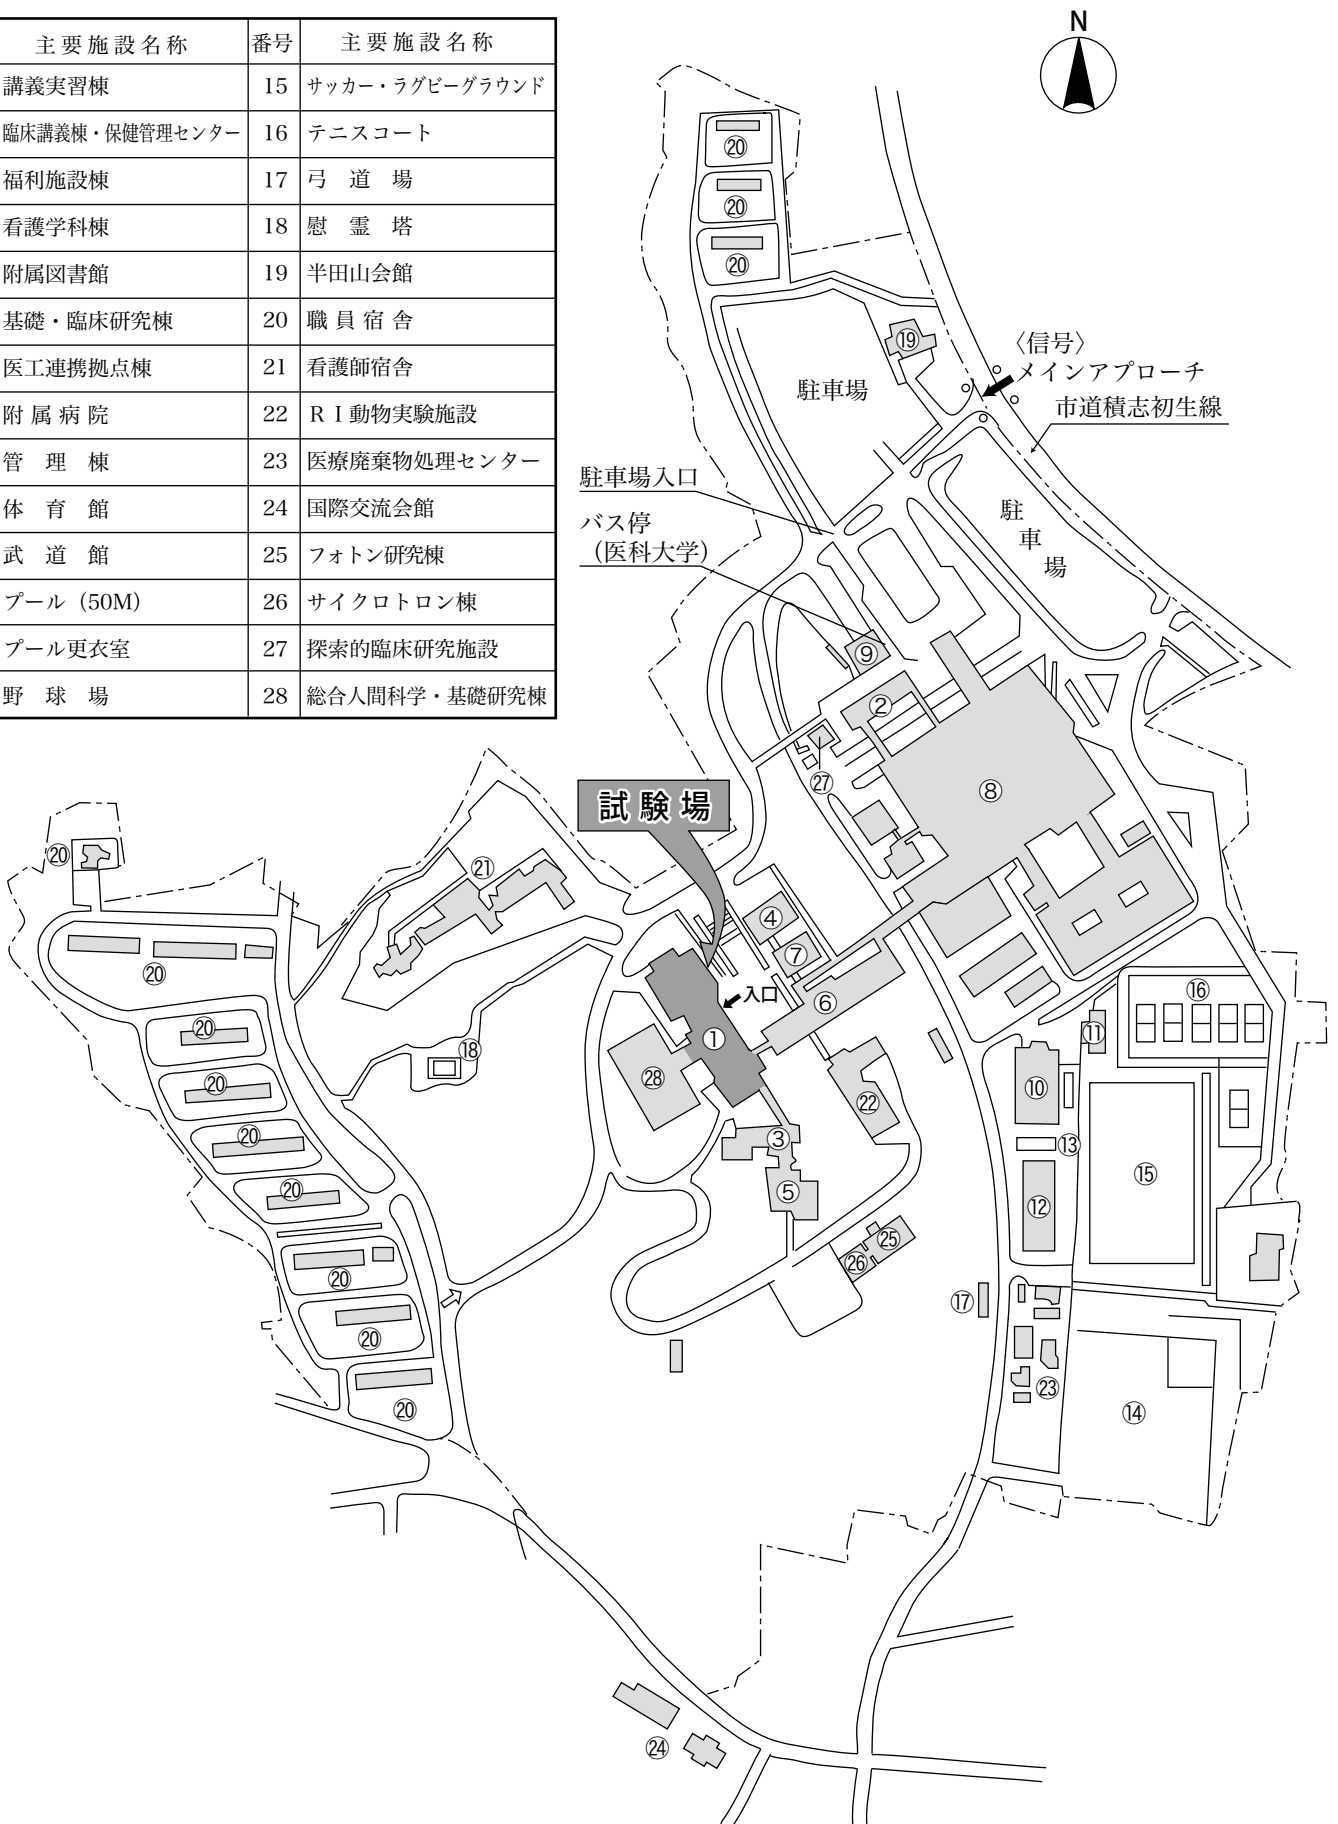 主要施設名称 番号 主要施設名称
講義実習棟 15 サッカー・ラグビーグラウンド
臨床講義棟・保健管理センター 16 テニスコート
福利施設棟 17 弓道場
看護学科棟 18 慰霊塔
附属図書館 19 半田山会館
基礎・臨床研究棟 20 職員宿舎
医工連携拠点棟 21 看護師宿舎
附属病院 22 RI動物実験施設
管理棟 23 医療廃棄物処理センター
体育館 24 国際交流会館
武道館 25 フォトン研究棟
プール（50M） 26 サイクロトロン棟
プール更衣室 27 探索的臨床研究施設
野球場 28 総合人間科学・基礎研究棟
N
⑳
⑳
⑳
⑲
〈信号〉
メインアプローチ
市道積志初生線
駐車場
駐車場入口
バス停
（医科大学）
駐車場
⑨
②
㉗
⑧
試験場
⑳
㉑
④
⑦
⑳
入口
⑥
⑯
⑪
①
⑳
⑱
㉘
⑩
⑳
㉒
⑬
⑳
③
⑮
⑳
⑤
⑫
⑳
㉕
㉖
⑰
⑳
㉓
⑭
⑳
㉔